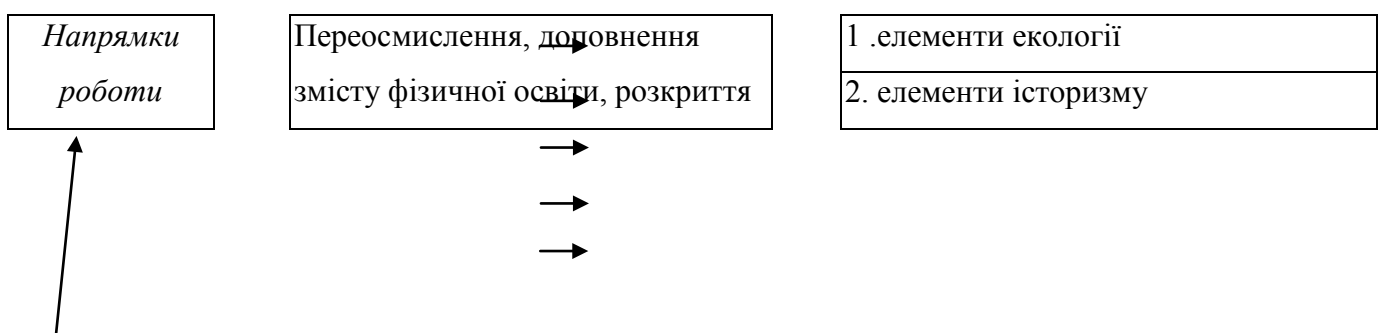 Напрямки
роботи
Переосмислення, доповнення
змісту фізичної освіти, розкриття
1 .елементи екології
2. елементи історизму